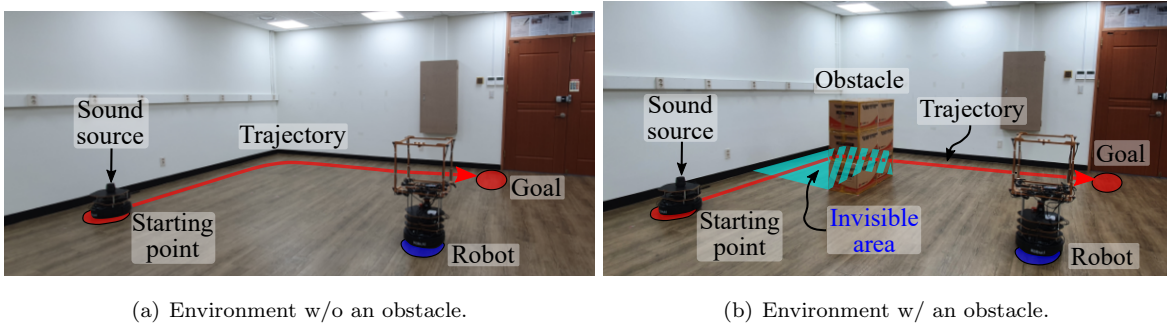 Sound
source
Trajectory
Starting
point
Goal
Robot
Obstacle
Sound
source
Trajectory
Starting
point
Invisible
area
Goal
Robot
(a) Environment w/o an obstacle.
(b) Environment w/ an obstacle.